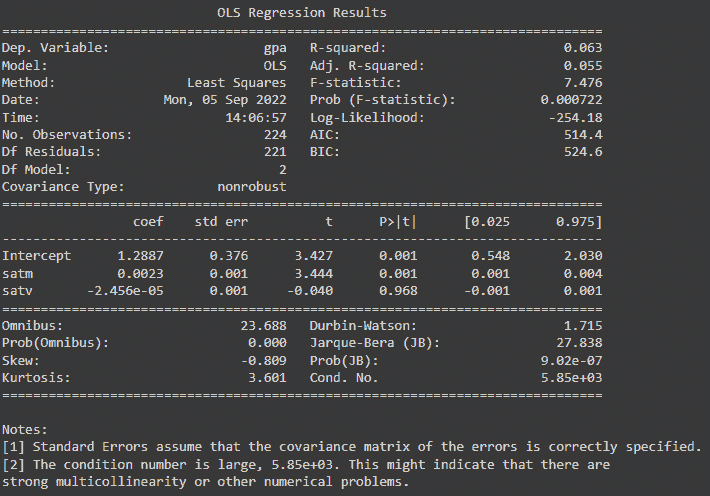 OLS Regression Results
==============================================================================
Dep. Variable:                    gpa   R-squared:                       0.063
Model:                            OLS   Adj. R-squared:                  0.055
Method:                 Least Squares   F-statistic:                     7.476
Date:                Mon, 05 Sep 2022   Prob (F-statistic):           0.000722
Time:                        14:06:57   Log-Likelihood:                -254.18
No. Observations:                 224   AIC:                             514.4
Df Residuals:                     221   BIC:                             524.6
Df Model:                           2
Covariance Type:            nonrobust
==============================================================================
                 coef    std err          t      P>|t|      [0.025      0.975]
------------------------------------------------------------------------------
Intercept      1.2887      0.376      3.427      0.001       0.548       2.030
satm           0.0023      0.001      3.444      0.001       0.001       0.004
satv       -2.456e-05      0.001     -0.040      0.968      -0.001       0.001
==============================================================================
Omnibus:                       23.688   Durbin-Watson:                   1.715
Prob(Omnibus):                  0.000   Jarque-Bera (JB):               27.838
Skew:                          -0.809   Prob(JB):                     9.02e-07
Kurtosis:                       3.601   Cond. No.                     5.85e+03
==============================================================================

Notes:
[1] Standard Errors assume that the covariance matrix of the errors is correctly specified.
[2] The condition number is large, 5.85e+03. This might indicate that there are
strong multicollinearity or other numerical problems.